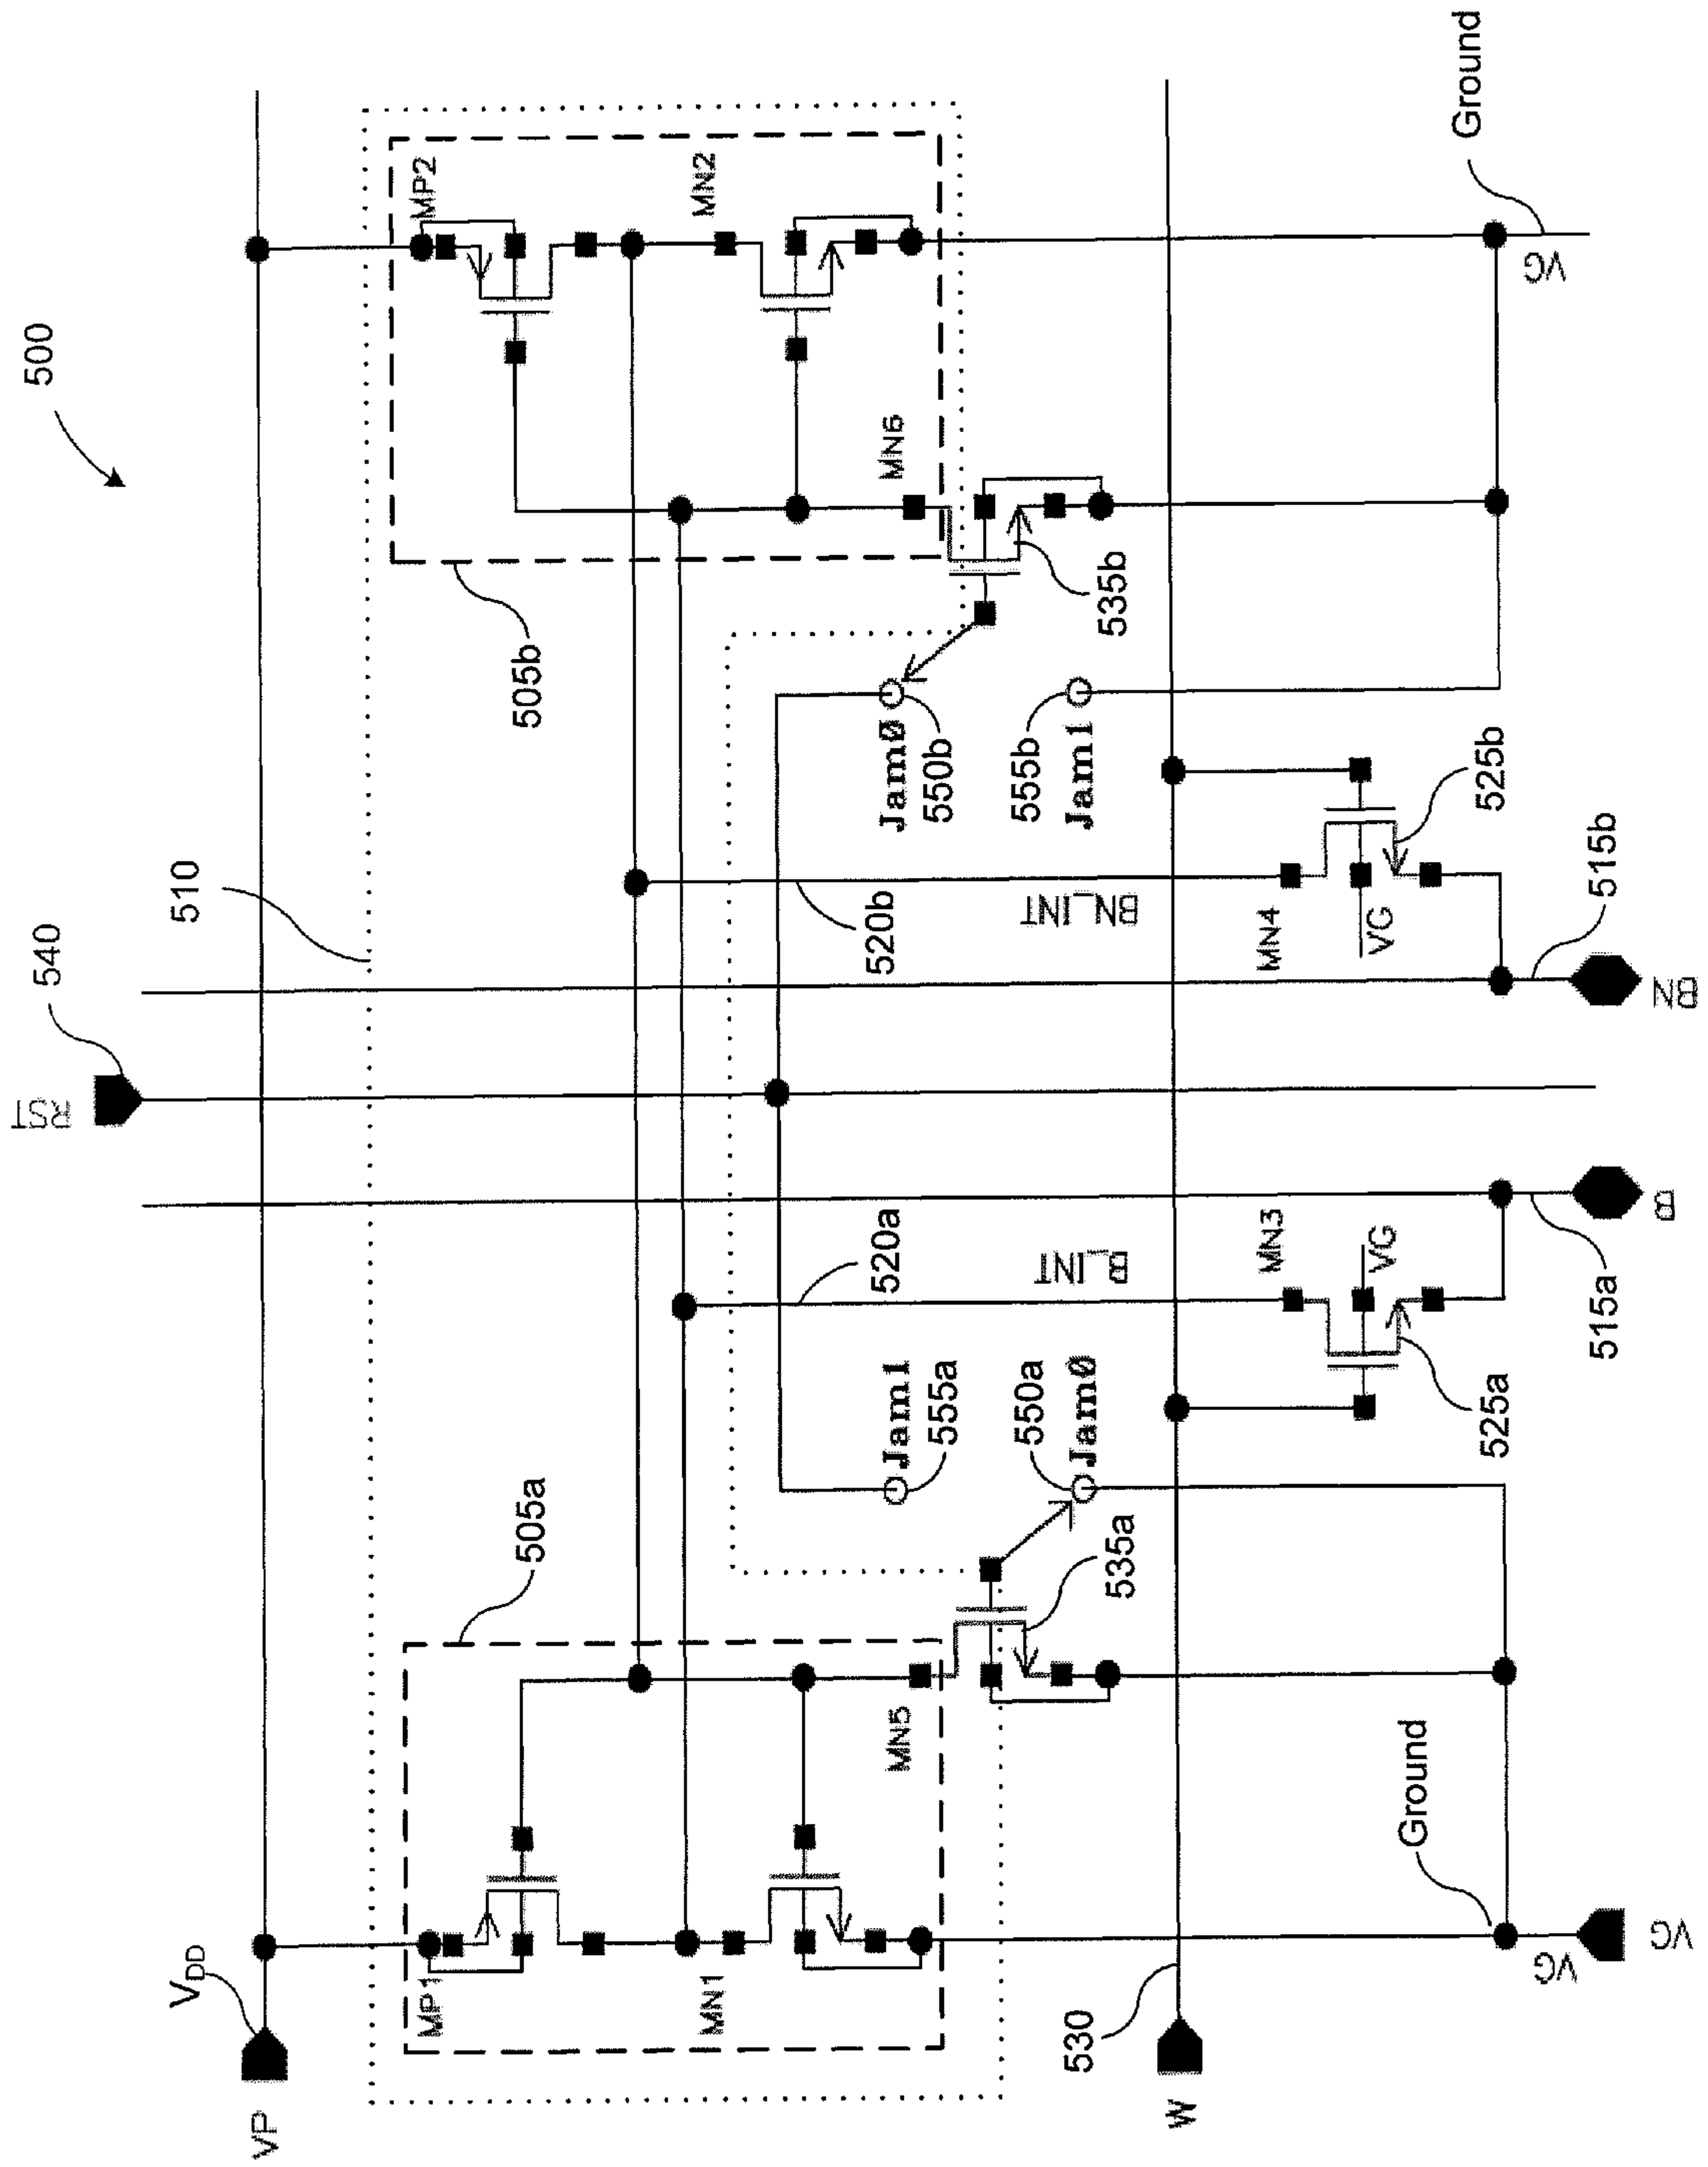 500
540
RST
510
VDD
VP
MP2
MN2
505b
MN6
535b
Jam0
550b
555b
Jam1
BN_INT
520b
MN4
VG
525b
515b
BN
Ground
VG
505a
MP1
MN1
MN5
535a
Jam1
555a
550a
Jam0
520a
B_INT
MN3
VG
525a
515a
B
530
W
Ground
VG
VG